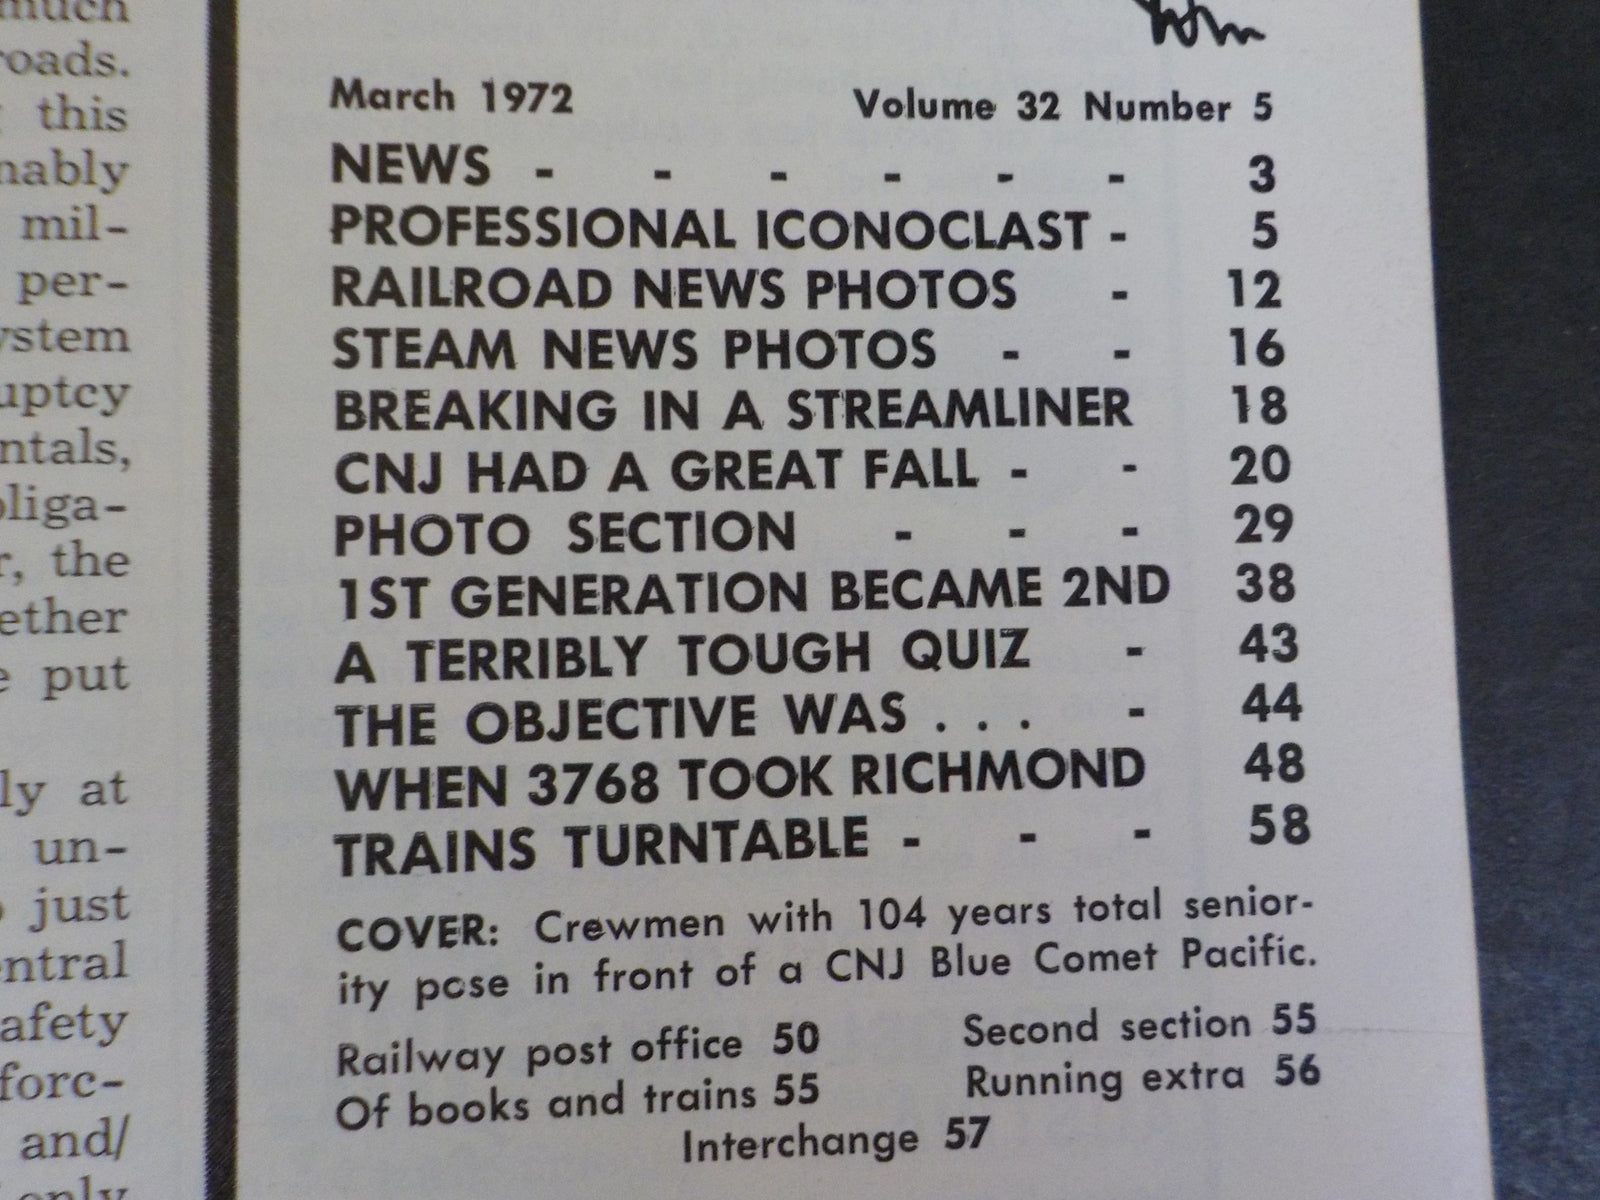 much
roads.
this
mil-
per-
ystem
uptcy
ntals,
bliga-
r, the
ether
put
ly at
un-
just
entral
afety
forc-
and/
only
March 1972 Volume 32 Number 5
NEWS - - - - - - 3
PROFESSIONAL ICONOCLAST - 5
RAILROAD NEWS PHOTOS - 12
STEAM NEWS PHOTOS - - 16
BREAKING IN A STREAMLINER 18
CNJ HAD A GREAT FALL - - 20
PHOTO SECTION - - - 29
1ST GENERATION BECAME 2ND 38
A TERRIBLY TOUGH QUIZ - 43
THE OBJECTIVE WAS . . . - 44
WHEN 3768 TOOK RICHMOND 48
TRAINS TURNTABLE - - - 58
COVER: Crewmen with 104 years total senior-
ity pose in front of a CNJ Blue Comet Pacific.
Railway post office 50 Second section 55
Of books and trains 55 Running extra 56
Interchange 57